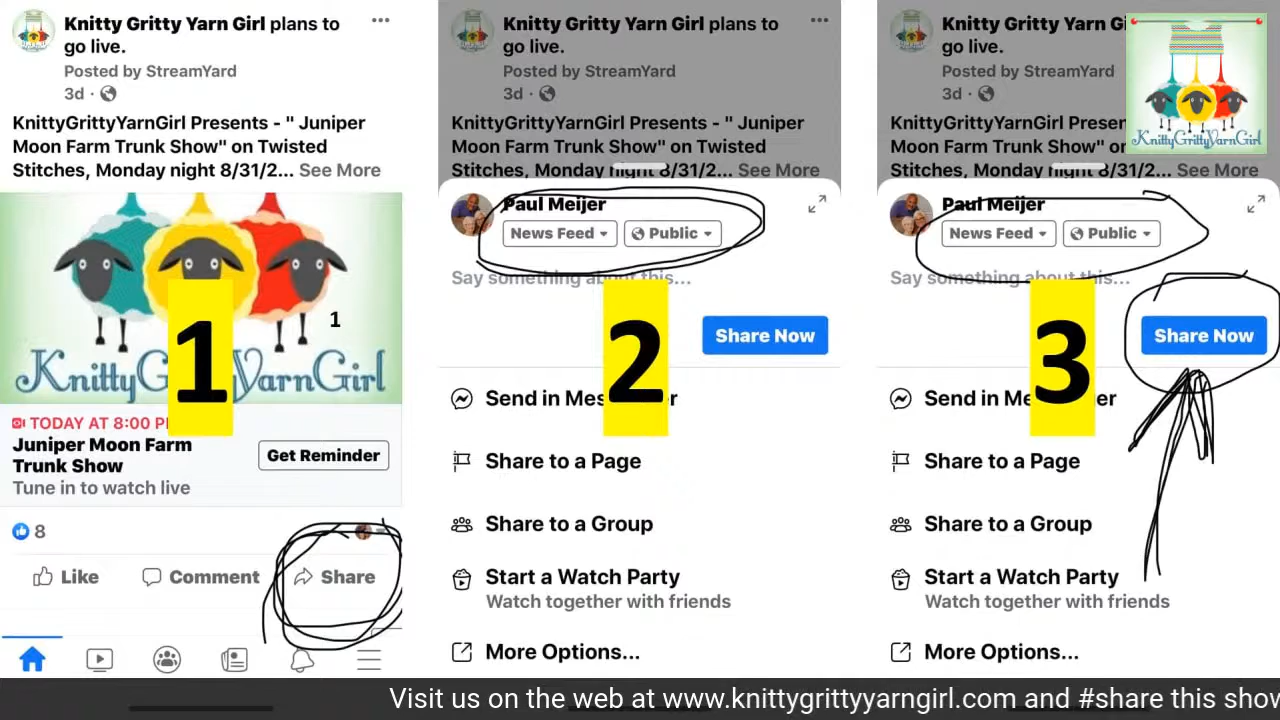 Knitty Gritty Yarn Girl plans to
go live.
Posted by StreamYard
3d ·
KnittyGrittyYarnGirl Presents - " Juniper
Moon Farm Trunk Show" on Twisted
Stitches, Monday night 8/31/2... See More
1
1
KnittyG YarnGirl
TODAY AT 8:00 P
Juniper Moon Farm
Trunk Show
Tune in to watch live
Get Reminder
8
Like
Comment
Share
Knitty Gritty Yarn Girl plans to
go live.
Posted by StreamYard
3d ·
KnittyGrittyYarnGirl Presents - " Juniper
Moon Farm Trunk Show" on Twisted
Stitches, Monday night 8/31/2... See More
Paul Meijer
News Feed
Public
Say something about this...
2
Share Now
Send in Mes r
Share to a Page
Share to a Group
Start a Watch Party
Watch together with friends
More Options...
Knitty Gritty Yarn Gi
go live.
Posted by StreamYard
3d ·
KnittyGrittyYarnGirl Presen
Moon Farm Trunk Show" on
Stitches, Monday night 8/31/2... See More
KnittyGrittyYarnGirl
Paul Meijer
News Feed
Public
Say something about this...
3
Share Now
Send in Me er
Share to a Page
Share to a Group
Start a Watch Party
Watch together with friends
More Options...
Visit us on the web at www.knittygrittyyarngirl.com and #share this show